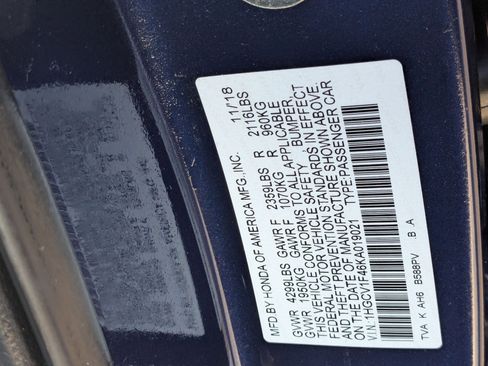 MFD BY HONDA OF AMERICA MFG., INC. 11/18
GVWR 4299LBS GAWR F 2359LBS R 2116LBS
GVWR 1950KG GAWR F 1070KG R 960KG
THIS VEHICLE CONFORMS TO ALL APPLICABLE
FEDERAL MOTOR VEHICLE SAFETY BUMPER,
AND THEFT PREVENTION STANDARDS IN EFFECT
ON THE DATE OF MANUFACTURE SHOWN ABOVE.
V.I.N.:1HGCV1F46KA019021 TYPE:PASSENGER CAR
TVA K AH6 B588PV B A